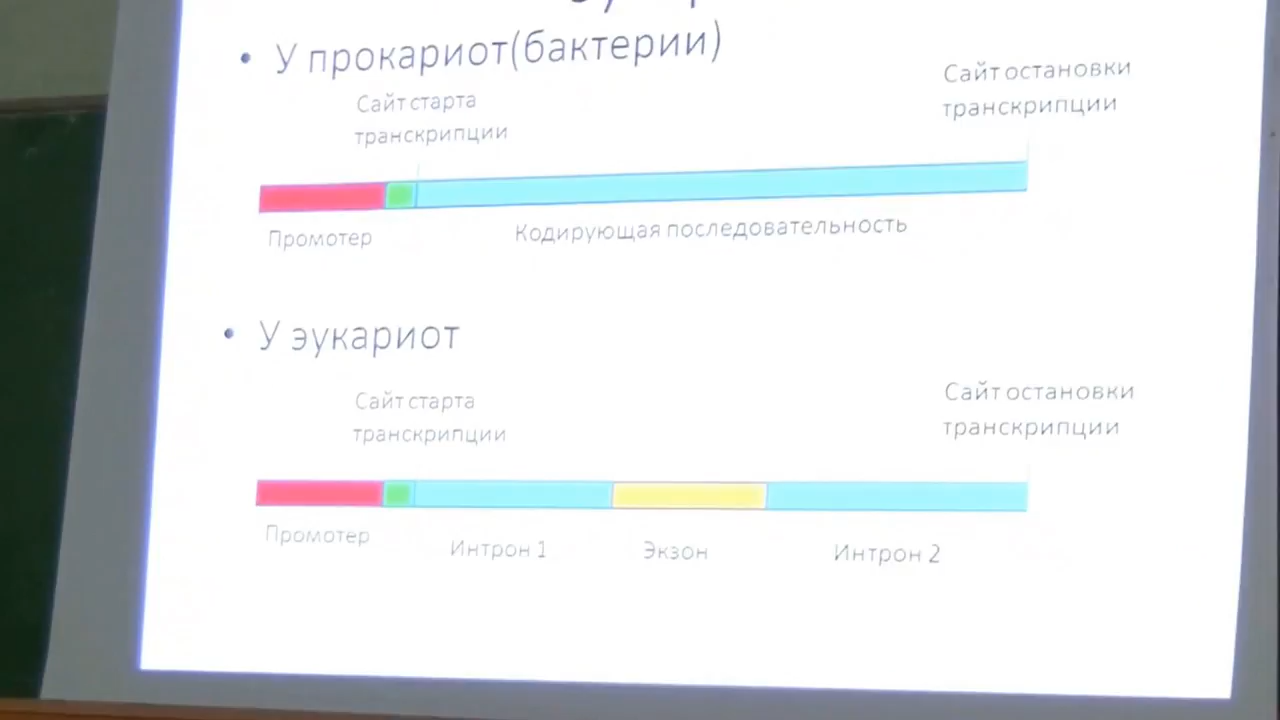 • У прокариот(бактерии)
Сайт старта
транскрипции
Сайт остановки
транскрипции
Промотер
Кодирующая последовательность
• У эукариот
Сайт старта
транскрипции
Сайт остановки
транскрипции
Промотер
Интрон 1
Экзон
Интрон 2